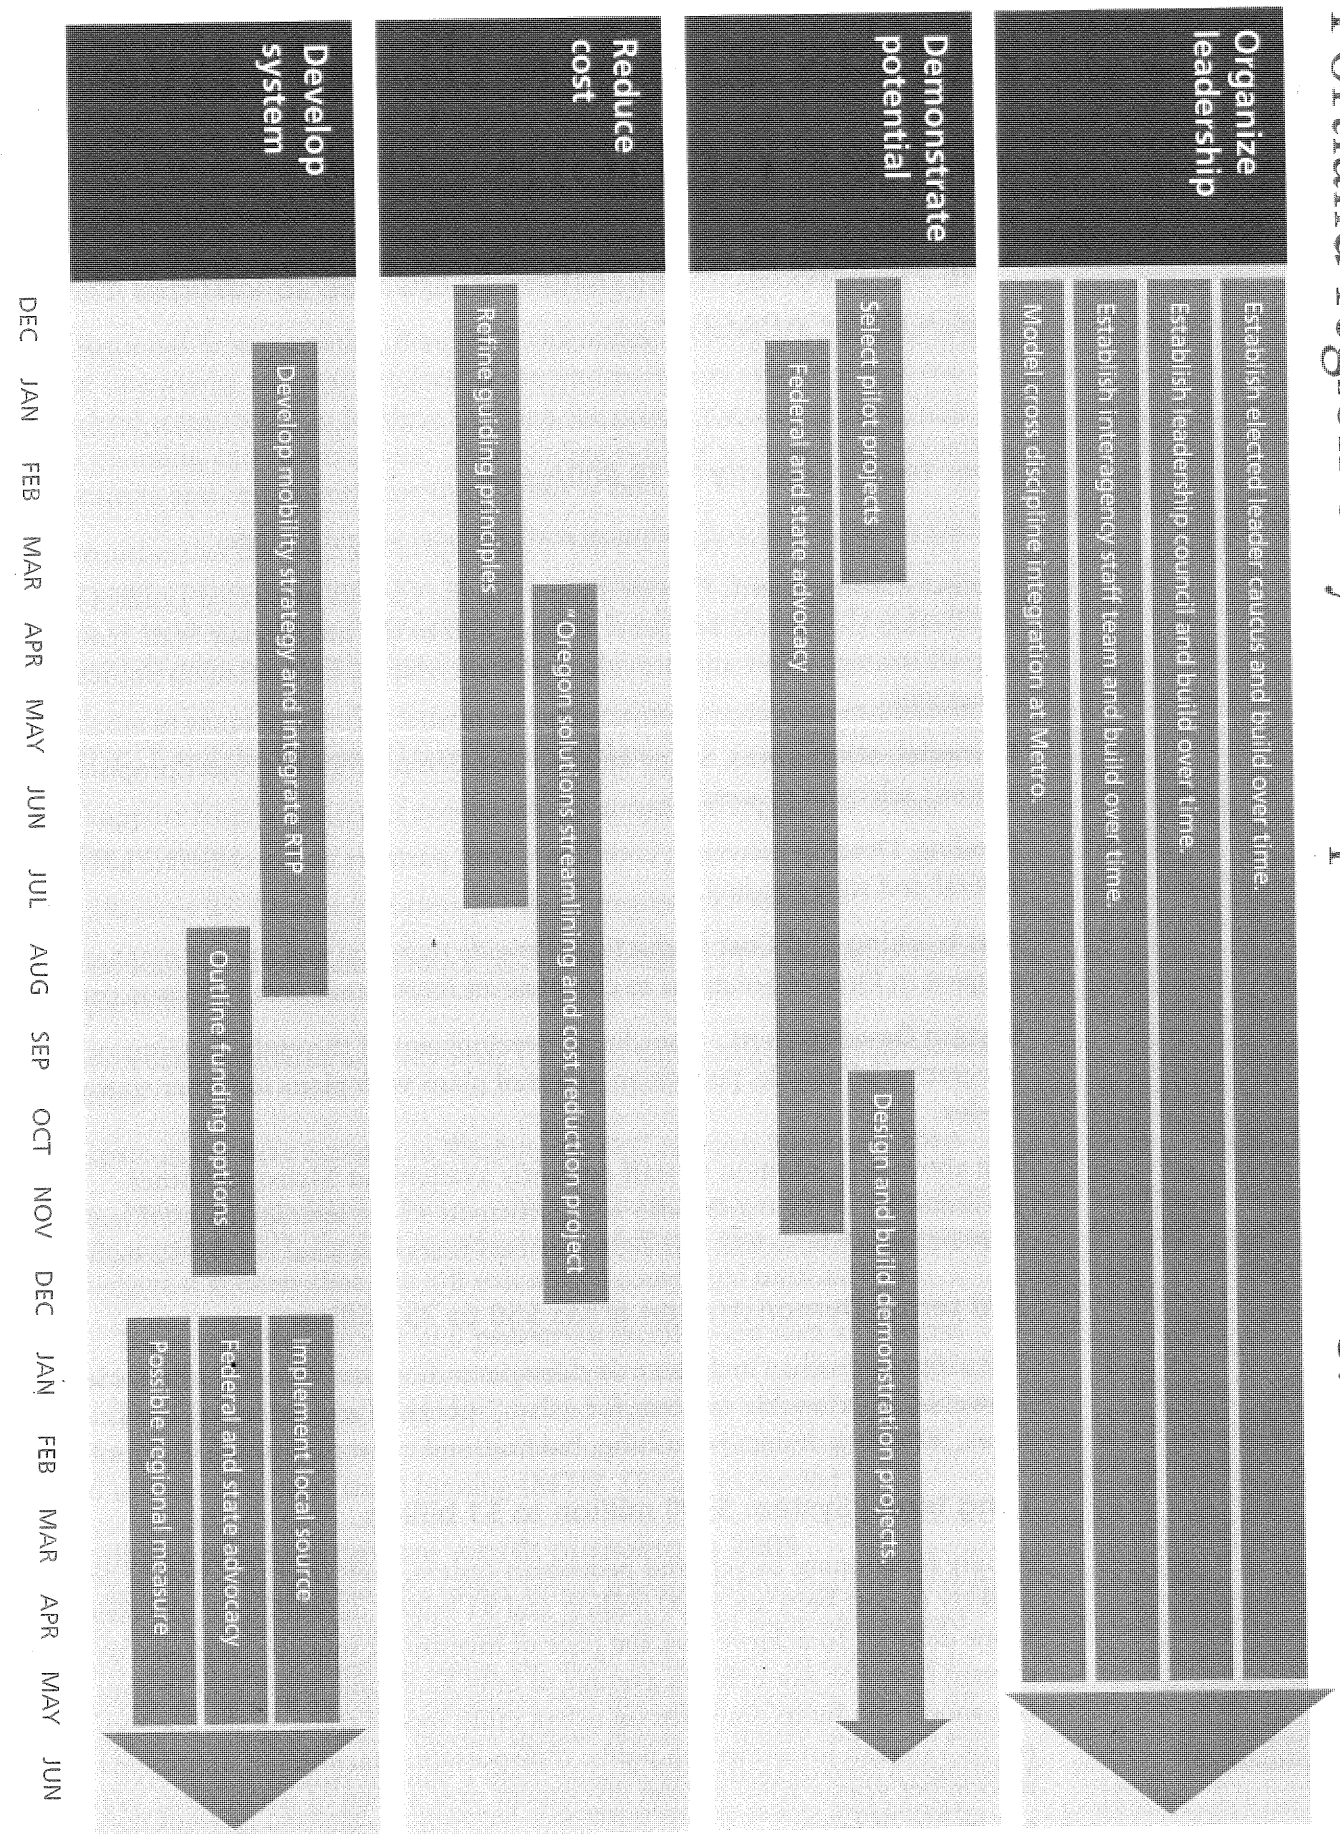 Organize
leadership
Establish elected leader caucus and build over time.
Establish leadership council and build over time.
Establish interagency staff team and build over time.
Model cross discipline integration at Metro.
Demonstrate
potential
Select pilot projects
Design and build demonstration projects.
Federal and state advocacy
Reduce
cost
"Oregon solutions streamlining and cost reduction project
Refine guiding principles
Develop
system
Develop mobility strategy and integrate RTP
Implement local source
Outline funding options
Federal and state advocacy
Possible regional measure
DEC JAN FEB MAR APR MAY JUN JUL AUG SEP OCT NOV DEC JAN FEB MAR APR MAY JUN